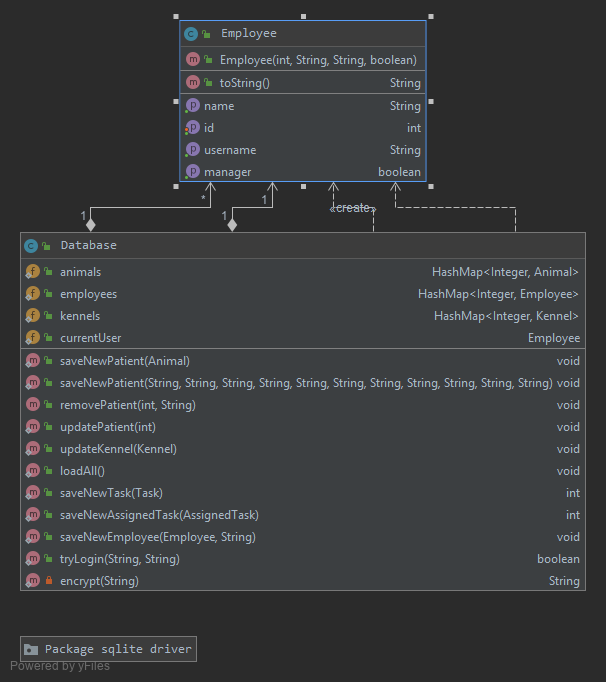 Employee
Employee(int, String, String, boolean)
toString() String
name String
id int
username String
manager boolean
1 * 1 1 «create»
Database
animals HashMap<Integer, Animal>
employees HashMap<Integer, Employee>
kennels HashMap<Integer, Kennel>
currentUser Employee
saveNewPatient(Animal) void
saveNewPatient(String, String, String, String, String, String, String, String, String, String, String) void
removePatient(int, String) void
updatePatient(int) void
updateKennel(Kennel) void
loadAll() void
saveNewTask(Task) int
saveNewAssignedTask(AssignedTask) int
saveNewEmployee(Employee, String) void
tryLogin(String, String) boolean
encrypt(String) String
Package sqlite driver
Powered by yFiles